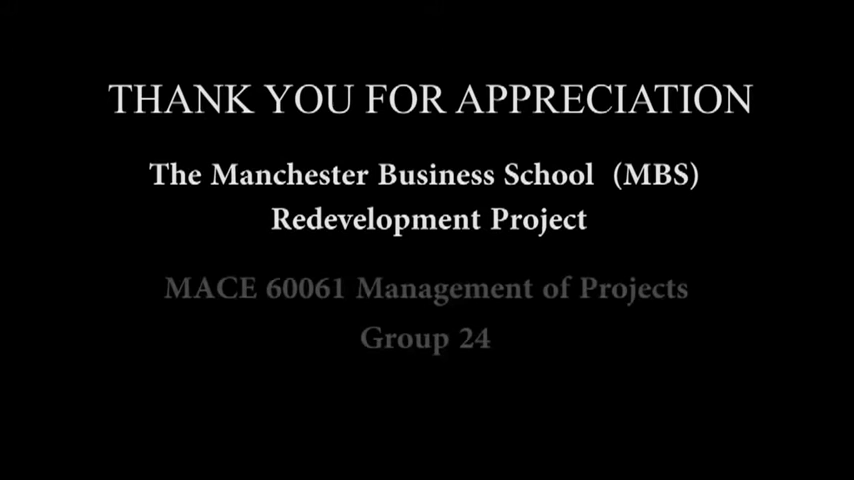 THANK YOU FOR APPRECIATION
The Manchester Business School (MBS)
Redevelopment Project
MACE 60061 Management of Projects
Group 24